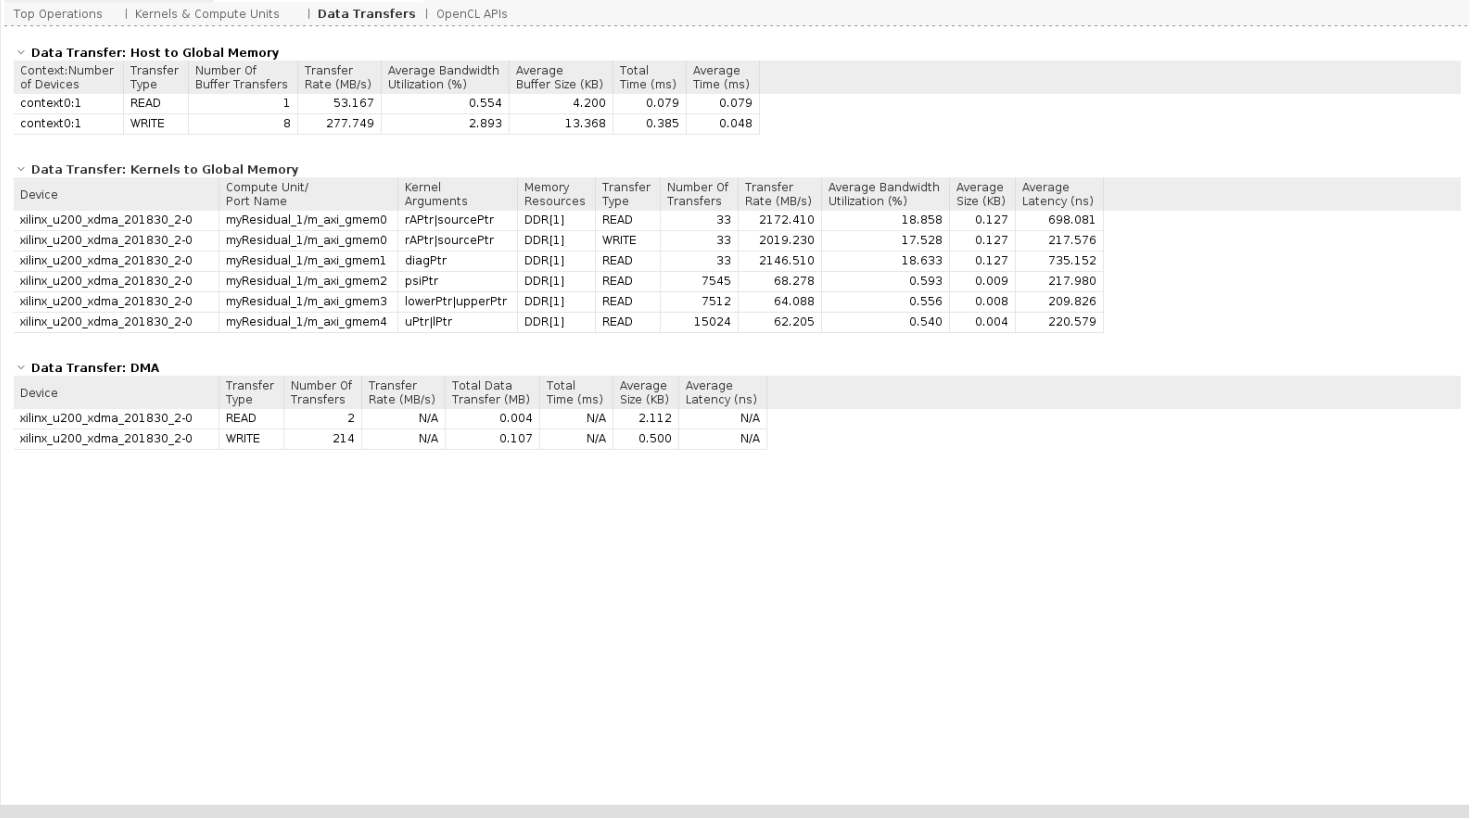 Top Operations | Kernels & Compute Units | Data Transfers | OpenCL APIs
Data Transfer: Host to Global Memory
Context:Number of Devices Transfer Type Number Of Buffer Transfers Transfer Rate (MB/s) Average Bandwidth Utilization (%) Average Buffer Size (KB) Total Time (ms) Average Time (ms)
context0:1 READ 1 53.167 0.554 4.200 0.079 0.079
context0:1 WRITE 8 277.749 2.893 13.368 0.385 0.048
Data Transfer: Kernels to Global Memory
Device Compute Unit/ Port Name Kernel Arguments Memory Resources Transfer Type Number Of Transfers Transfer Rate (MB/s) Average Bandwidth Utilization (%) Average Size (KB) Average Latency (ns)
xilinx_u200_xdma_201830_2-0 myResidual_1/m_axi_gmem0 rAPtr|sourcePtr DDR[1] READ 33 2172.410 18.858 0.127 698.081
xilinx_u200_xdma_201830_2-0 myResidual_1/m_axi_gmem0 rAPtr|sourcePtr DDR[1] WRITE 33 2019.230 17.528 0.127 217.576
xilinx_u200_xdma_201830_2-0 myResidual_1/m_axi_gmem1 diagPtr DDR[1] READ 33 2146.510 18.633 0.127 735.152
xilinx_u200_xdma_201830_2-0 myResidual_1/m_axi_gmem2 psiPtr DDR[1] READ 7545 68.278 0.593 0.009 217.980
xilinx_u200_xdma_201830_2-0 myResidual_1/m_axi_gmem3 lowerPtr|upperPtr DDR[1] READ 7512 64.088 0.556 0.008 209.826
xilinx_u200_xdma_201830_2-0 myResidual_1/m_axi_gmem4 uPtr|lPtr DDR[1] READ 15024 62.205 0.540 0.004 220.579
Data Transfer: DMA
Device Transfer Type Number Of Transfers Transfer Rate (MB/s) Total Data Transfer (MB) Total Time (ms) Average Size (KB) Average Latency (ns)
xilinx_u200_xdma_201830_2-0 READ 2 N/A 0.004 N/A 2.112 N/A
xilinx_u200_xdma_201830_2-0 WRITE 214 N/A 0.107 N/A 0.500 N/A